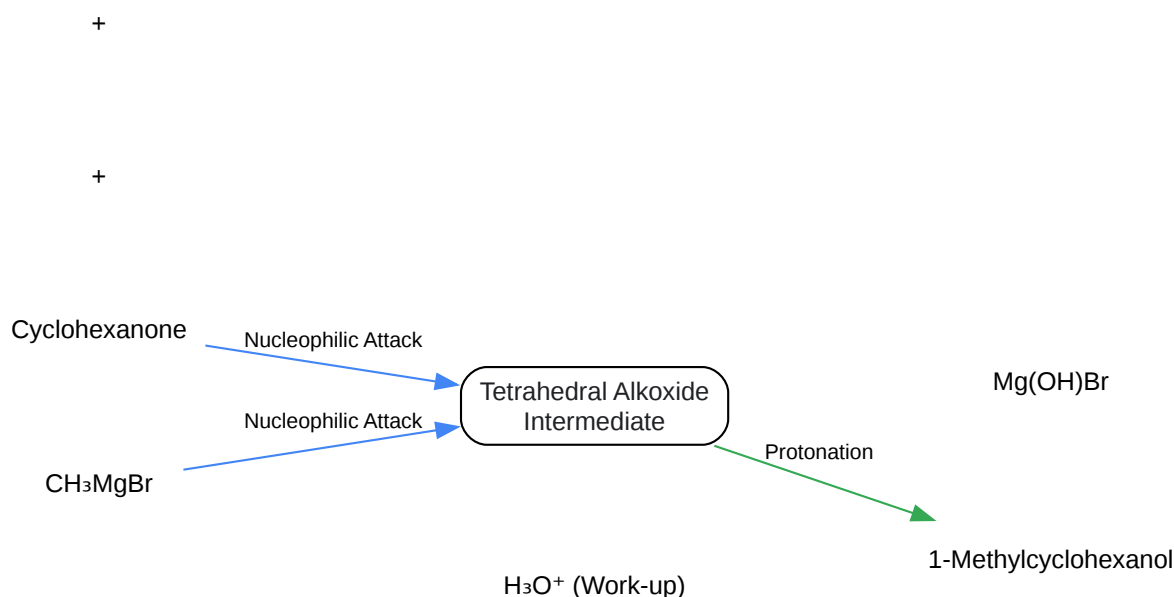 +
+
Cyclohexanone
Nucleophilic Attack
Tetrahedral Alkoxide
Intermediate
Mg(OH)Br
Nucleophilic Attack
Protonation
CH₃MgBr
1-Methylcyclohexanol
H₃O⁺ (Work-up)